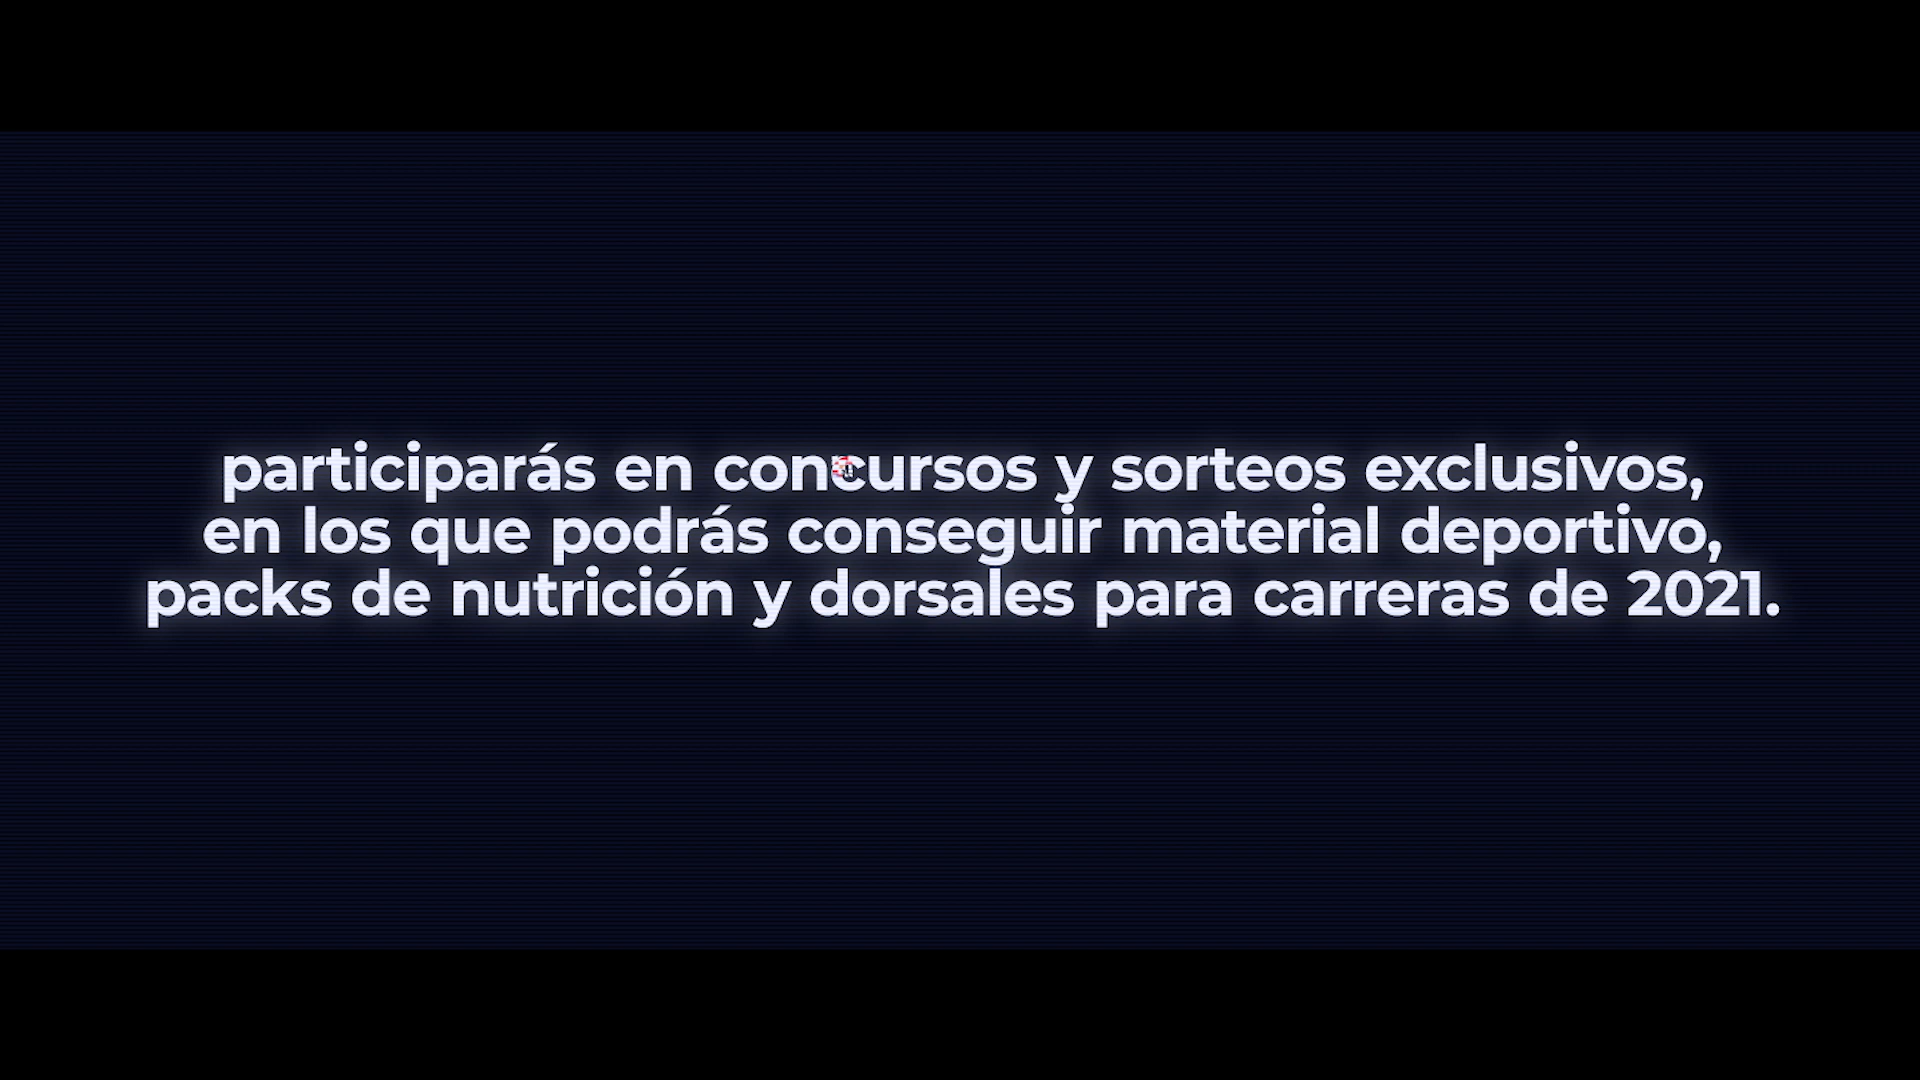 participarás en concursos y sorteos exclusivos,
en los que podrás conseguir material deportivo,
packs de nutrición y dorsales para carreras de 2021.